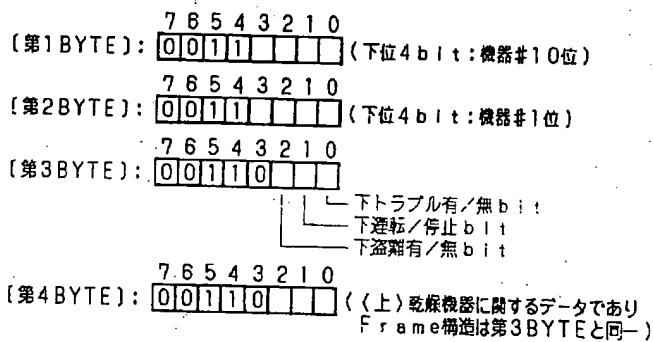 7 6 5 4 3 2 1 0
[第1BYTE]: 0 0 1 1 (下位4bit:機器#10位)
7 6 5 4 3 2 1 0
[第2BYTE]: 0 0 1 1 (下位4bit:機器#1位)
7 6 5 4 3 2 1 0
[第3BYTE]: 0 0 1 1 0
下トラブル有/無bit
下運転/停止bit
下盗難有/無bit
7 6 5 4 3 2 1 0
[第4BYTE]: 0 0 1 1 0 (〈上〉乾燥機器に関するデータであり
Frame構造は第3BYTEと同一)